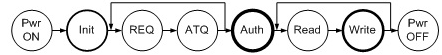 Pwr
ON
Init
REQ
ATQ
Auth
Read
Write
Pwr
OFF